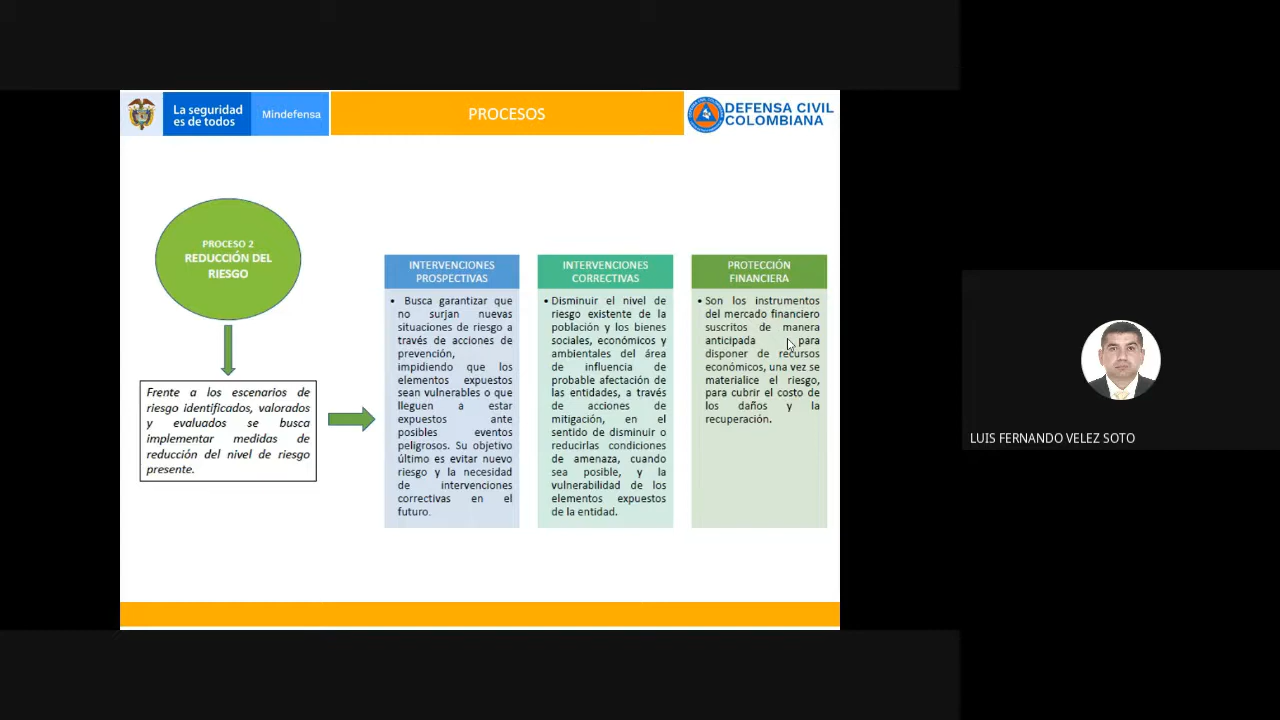 La seguridad
es de todos
Mindefensa
PROCESOS
DEFENSA CIVIL
COLOMBIANA
PROCESO 2
REDUCCIÓN DEL
RIESGO
Frente a los escenarios de
riesgo identificados, valorados
y evaluados se busca
implementar medidas de
reducción del nivel de riesgo
presente.
INTERVENCIONES
PROSPECTIVAS
• Busca garantizar que
no surjan nuevas
situaciones de riesgo a
través de acciones de
prevención,
impidiendo que los
elementos expuestos
sean vulnerables o que
lleguen a estar
expuestos ante
posibles eventos
peligrosos. Su objetivo
último es evitar nuevo
riesgo y la necesidad
de intervenciones
correctivas en el
futuro.
INTERVENCIONES
CORRECTIVAS
• Disminuir el nivel de
riesgo existente de la
población y los bienes
sociales, económicos y
ambientales del área
de influencia de
probable afectación de
las entidades, a través
de acciones de
mitigación, en el
sentido de disminuir o
reducirlas condiciones
de amenaza, cuando
sea posible, y la
vulnerabilidad de los
elementos expuestos
de la entidad.
PROTECCIÓN
FINANCIERA
• Son los instrumentos
del mercado financiero
suscritos de manera
anticipada para
disponer de recursos
económicos, una vez se
materialice el riesgo,
para cubrir el costo de
los daños y la
recuperación.
LUIS FERNANDO VELEZ SOTO